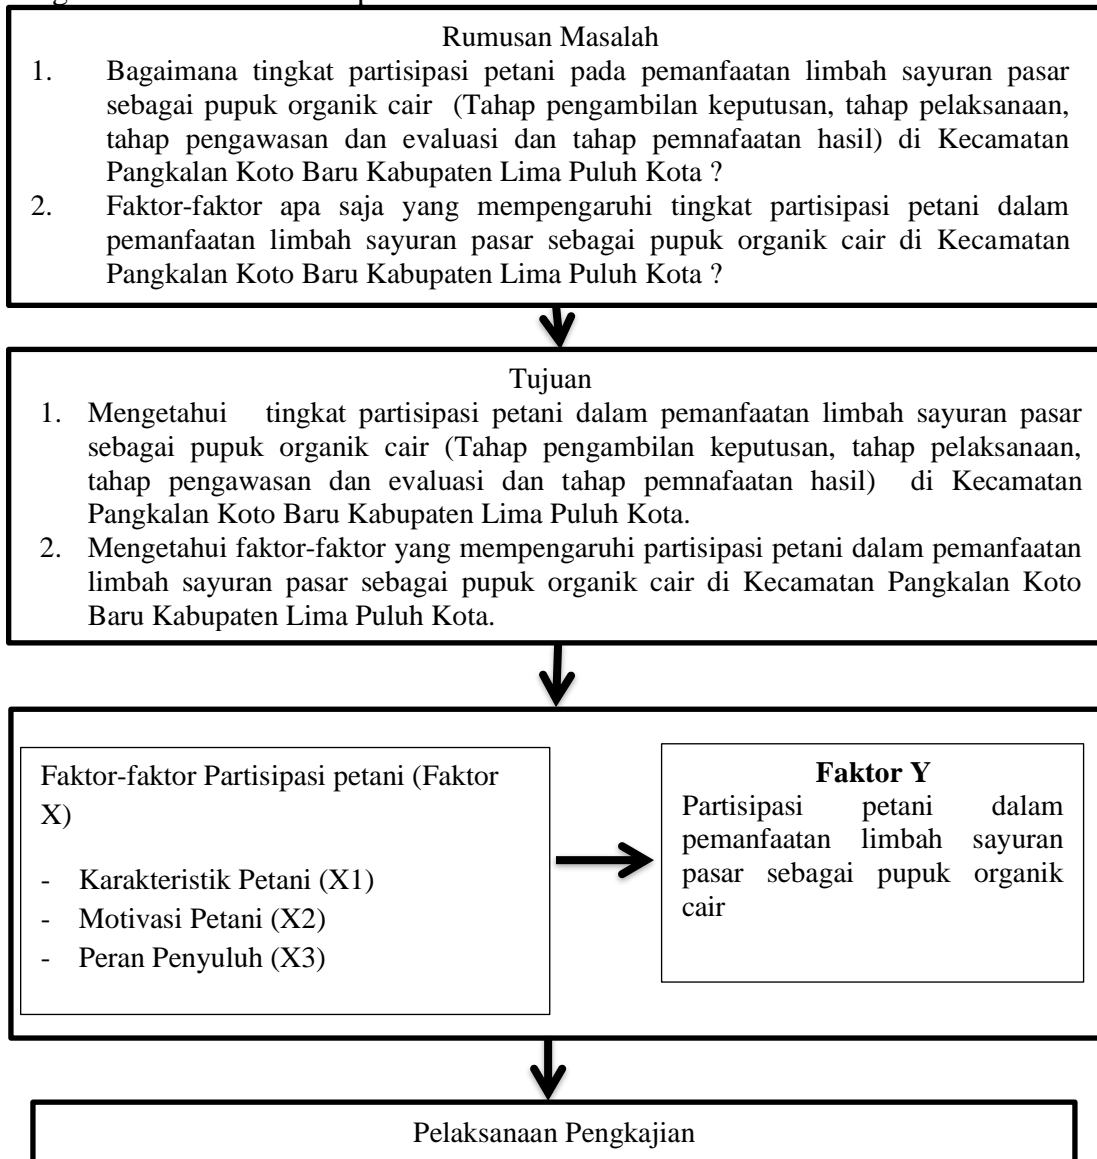 Rumusan Masalah
1. Bagaimana tingkat partisipasi petani pada pemanfaatan limbah sayuran pasar
sebagai pupuk organik cair (Tahap pengambilan keputusan, tahap pelaksanaan,
tahap pengawasan dan evaluasi dan tahap pemnafaatan hasil) di Kecamatan
Pangkalan Koto Baru Kabupaten Lima Puluh Kota ?
2. Faktor-faktor apa saja yang mempengaruhi tingkat partisipasi petani dalam
pemanfaatan limbah sayuran pasar sebagai pupuk organik cair di Kecamatan
Pangkalan Koto Baru Kabupaten Lima Puluh Kota ?
Tujuan
1. Mengetahui tingkat partisipasi petani dalam pemanfaatan limbah sayuran pasar
sebagai pupuk organik cair (Tahap pengambilan keputusan, tahap pelaksanaan,
tahap pengawasan dan evaluasi dan tahap pemnafaatan hasil) di Kecamatan
Pangkalan Koto Baru Kabupaten Lima Puluh Kota.
2. Mengetahui faktor-faktor yang mempengaruhi partisipasi petani dalam pemanfaatan
limbah sayuran pasar sebagai pupuk organik cair di Kecamatan Pangkalan Koto
Baru Kabupaten Lima Puluh Kota.
Faktor-faktor Partisipasi petani (Faktor
X)
- Karakteristik Petani (X1)
- Motivasi Petani (X2)
- Peran Penyuluh (X3)
Faktor Y
Partisipasi petani dalam
pemanfaatan limbah sayuran
pasar sebagai pupuk organik
cair
Pelaksanaan Pengkajian